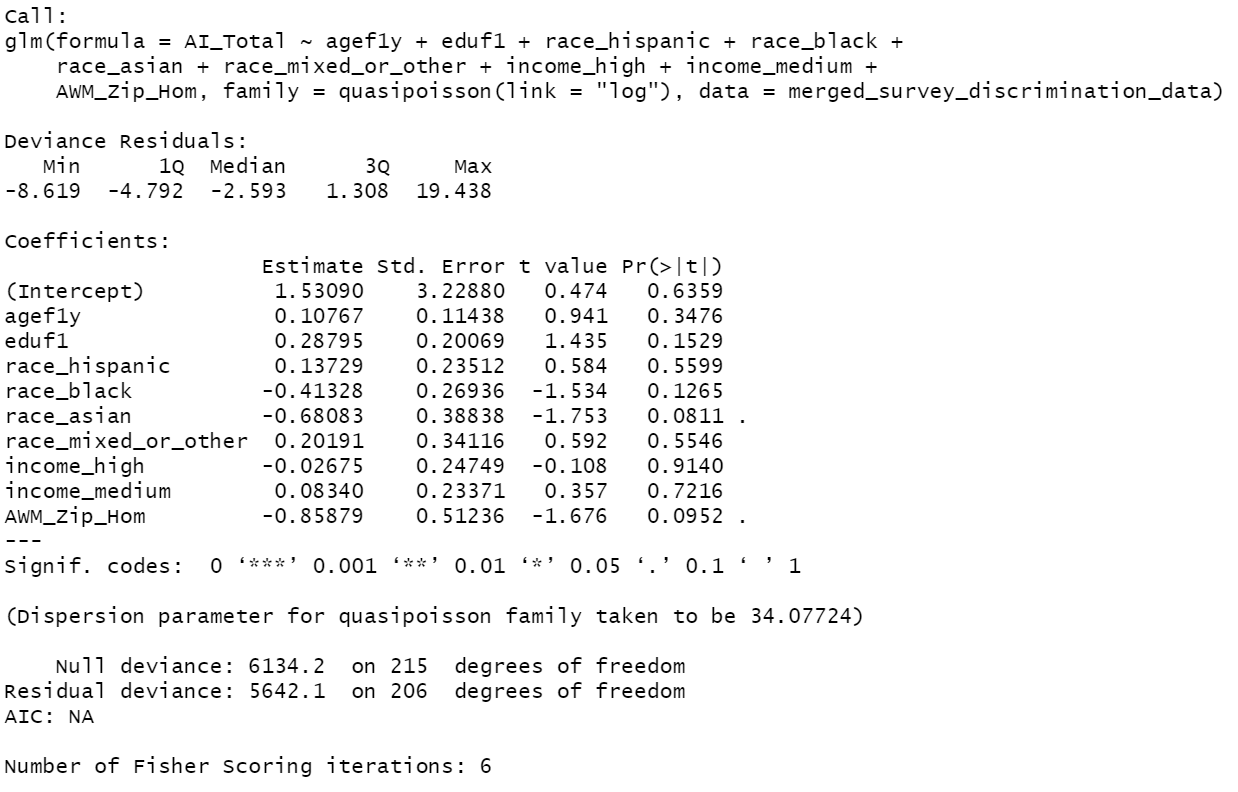 Call:
glm(formula = AI_Total ~ agef1y + eduf1 + race_hispanic + race_black +
    race_asian + race_mixed_or_other + income_high + income_medium +
    AWM_Zip_Hom, family = quasipoisson(link = "log"), data = merged_survey_discrimination_data)

Deviance Residuals:
   Min      1Q  Median      3Q     Max
-8.619  -4.792  -2.593   1.308  19.438

Coefficients:
                    Estimate Std. Error t value Pr(>|t|)
(Intercept)          1.53090    3.22880   0.474   0.6359
agef1y               0.10767    0.11438   0.941   0.3476
eduf1                0.28795    0.20069   1.435   0.1529
race_hispanic        0.13729    0.23512   0.584   0.5599
race_black          -0.41328    0.26936  -1.534   0.1265
race_asian          -0.68083    0.38838  -1.753   0.0811 .
race_mixed_or_other  0.20191    0.34116   0.592   0.5546
income_high         -0.02675    0.24749  -0.108   0.9140
income_medium        0.08340    0.23371   0.357   0.7216
AWM_Zip_Hom         -0.85879    0.51236  -1.676   0.0952 .
---
Signif. codes:  0 ‘***’ 0.001 ‘**’ 0.01 ‘*’ 0.05 ‘.’ 0.1 ‘ ’ 1

(Dispersion parameter for quasipoisson family taken to be 34.07724)

    Null deviance: 6134.2  on 215  degrees of freedom
Residual deviance: 5642.1  on 206  degrees of freedom
AIC: NA

Number of Fisher Scoring iterations: 6